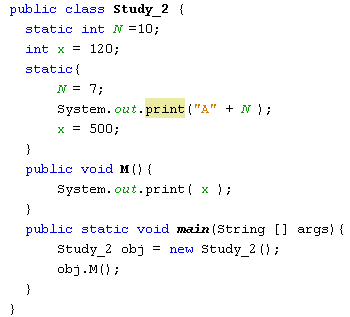 public class Study_2 {
static int N =10;
int x = 120;
static{
N = 7;
System.out.print("A" + N );
x = 500;
}
public void M(){
System.out.print( x );
}
public static void main(String [] args){
Study_2 obj = new Study_2();
obj.M();
}
}